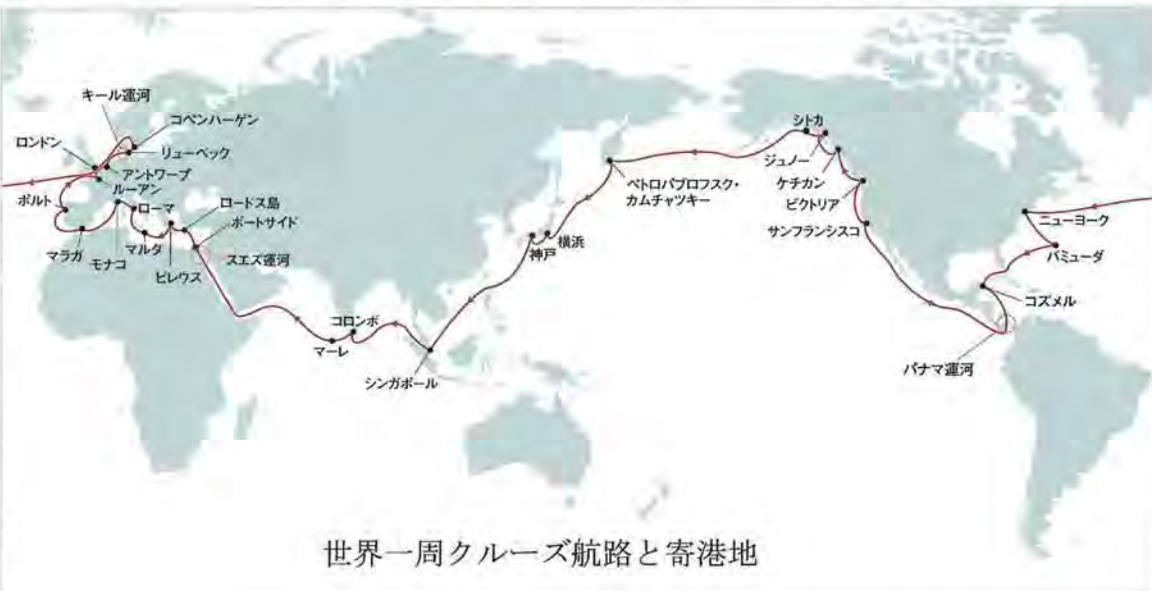 キール運河
コペンハーゲン
ロンドン
リューベック
アントワープ
ルーアン
ポルト
ローマ
ロードス島
ポートサイド
マラガ
モナコ
マルタ
ピレウス
スエズ運河
コロンボ
マーレ
シンガポール
神戸
横浜
ペトロパブロフスク・
カムチャツキー
シトカ
ジュノー
ケチカン
ビクトリア
サンフランシスコ
ニューヨーク
バミューダ
コズメル
パナマ運河
世界一周クルーズ航路と寄港地